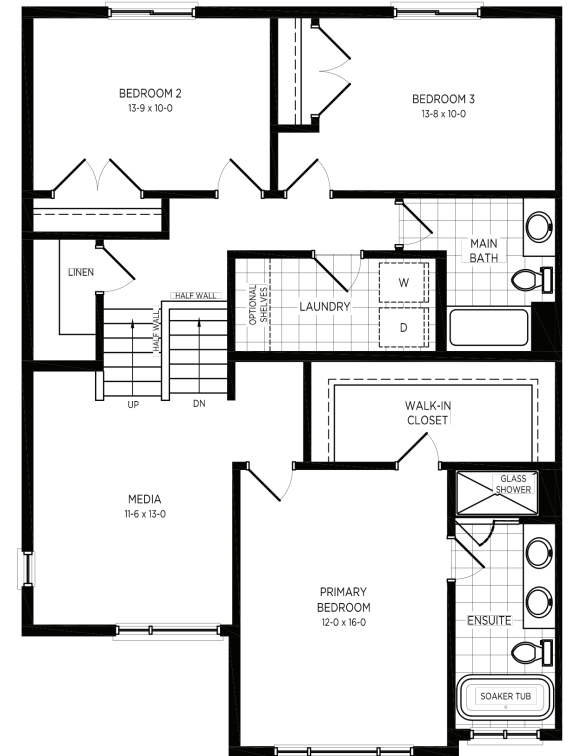 BEDROOM 2
13-9 x 10-0
BEDROOM 3
13-8 x 10-0
MAIN
BATH
LINEN
HALF WALL
HALF WALL
OPTIONAL
SHELVES
LAUNDRY
W
D
UP
DN
WALK-IN
CLOSET
GLASS
SHOWER
MEDIA
11-6 x 13-0
PRIMARY
BEDROOM
12-0 x 16-0
ENSUITE
SOAKER TUB